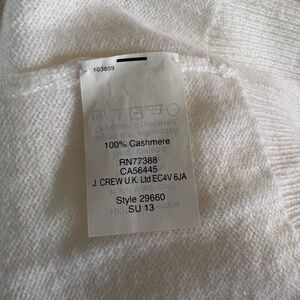 103859
100% Cashmere
RN77388
CA56445
J. CREW U.K. Ltd EC4V 6JA
Style 29660
SU 13